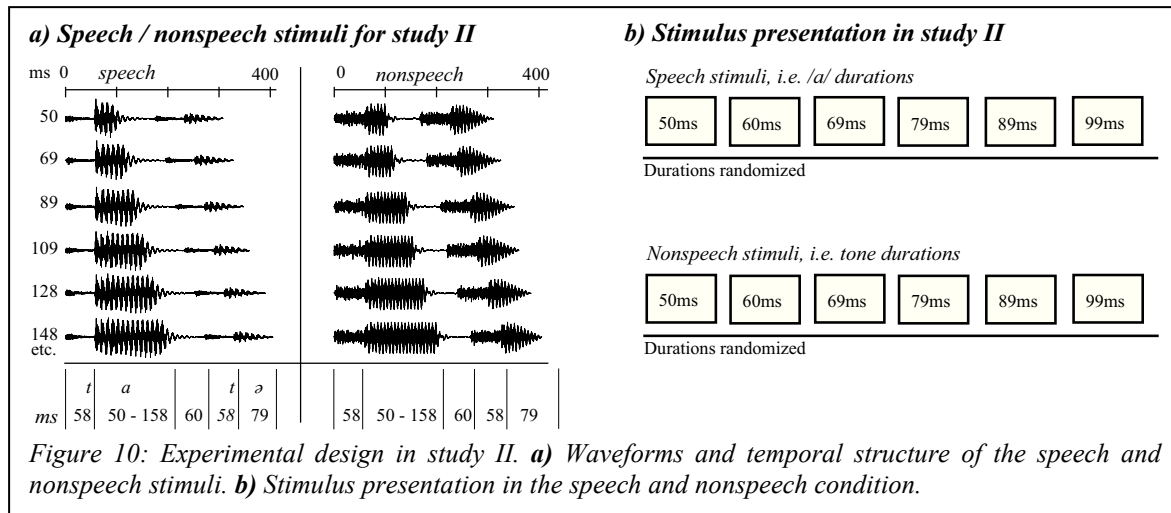 a) Speech / nonspeech stimuli for study II
ms 0 speech 400 0 nonspeech 400
50
69
89
109
128
148
etc.
t a t ə
ms 58 50 - 158 60 58 79 58 50 - 158 60 58 79
b) Stimulus presentation in study II
Speech stimuli, i.e. /a/ durations
50ms 60ms 69ms 79ms 89ms 99ms
Durations randomized
Nonspeech stimuli, i.e. tone durations
50ms 60ms 69ms 79ms 89ms 99ms
Durations randomized
Figure 10: Experimental design in study II. a) Waveforms and temporal structure of the speech and
nonspeech stimuli. b) Stimulus presentation in the speech and nonspeech condition.